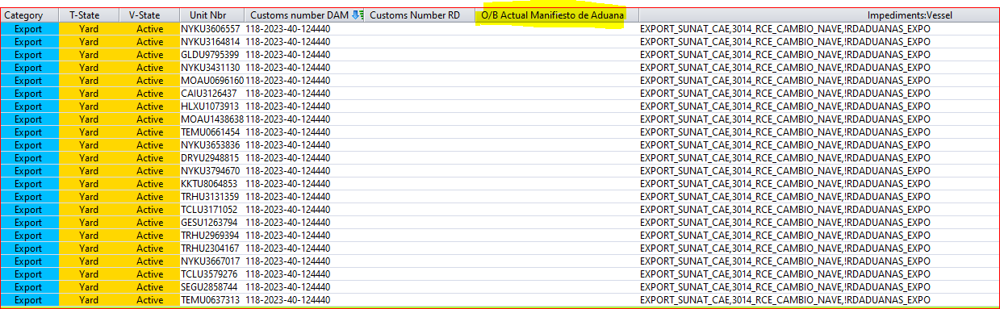 Category T-State V-State Unit Nbr Customs number DAM Customs Number RD O/B Actual Manifiesto de Aduana Impediments:Vessel
Export Yard Active NYKU3606557 118-2023-40-124440 EXPORT_SUNAT_CAE,3014_RCE_CAMBIO_NAVE,!RDADUANAS_EXPO
Export Yard Active NYKU3164814 118-2023-40-124440 EXPORT_SUNAT_CAE,3014_RCE_CAMBIO_NAVE,!RDADUANAS_EXPO
Export Yard Active GLDU9795399 118-2023-40-124440 EXPORT_SUNAT_CAE,3014_RCE_CAMBIO_NAVE,!RDADUANAS_EXPO
Export Yard Active NYKU3431130 118-2023-40-124440 EXPORT_SUNAT_CAE,3014_RCE_CAMBIO_NAVE,!RDADUANAS_EXPO
Export Yard Active MOAU0696160 118-2023-40-124440 EXPORT_SUNAT_CAE,3014_RCE_CAMBIO_NAVE,!RDADUANAS_EXPO
Export Yard Active CAIU3126437 118-2023-40-124440 EXPORT_SUNAT_CAE,3014_RCE_CAMBIO_NAVE,!RDADUANAS_EXPO
Export Yard Active HLXU1073913 118-2023-40-124440 EXPORT_SUNAT_CAE,3014_RCE_CAMBIO_NAVE,!RDADUANAS_EXPO
Export Yard Active MOAU1438638 118-2023-40-124440 EXPORT_SUNAT_CAE,3014_RCE_CAMBIO_NAVE,!RDADUANAS_EXPO
Export Yard Active TEMU0661454 118-2023-40-124440 EXPORT_SUNAT_CAE,3014_RCE_CAMBIO_NAVE,!RDADUANAS_EXPO
Export Yard Active NYKU3653836 118-2023-40-124440 EXPORT_SUNAT_CAE,3014_RCE_CAMBIO_NAVE,!RDADUANAS_EXPO
Export Yard Active DRYU2948815 118-2023-40-124440 EXPORT_SUNAT_CAE,3014_RCE_CAMBIO_NAVE,!RDADUANAS_EXPO
Export Yard Active NYKU3794670 118-2023-40-124440 EXPORT_SUNAT_CAE,3014_RCE_CAMBIO_NAVE,!RDADUANAS_EXPO
Export Yard Active KKTU8064853 118-2023-40-124440 EXPORT_SUNAT_CAE,3014_RCE_CAMBIO_NAVE,!RDADUANAS_EXPO
Export Yard Active TRHU3131359 118-2023-40-124440 EXPORT_SUNAT_CAE,3014_RCE_CAMBIO_NAVE,!RDADUANAS_EXPO
Export Yard Active TCLU3171052 118-2023-40-124440 EXPORT_SUNAT_CAE,3014_RCE_CAMBIO_NAVE,!RDADUANAS_EXPO
Export Yard Active GESU1263794 118-2023-40-124440 EXPORT_SUNAT_CAE,3014_RCE_CAMBIO_NAVE,!RDADUANAS_EXPO
Export Yard Active TRHU2969394 118-2023-40-124440 EXPORT_SUNAT_CAE,3014_RCE_CAMBIO_NAVE,!RDADUANAS_EXPO
Export Yard Active TRHU2304167 118-2023-40-124440 EXPORT_SUNAT_CAE,3014_RCE_CAMBIO_NAVE,!RDADUANAS_EXPO
Export Yard Active NYKU3667017 118-2023-40-124440 EXPORT_SUNAT_CAE,3014_RCE_CAMBIO_NAVE,!RDADUANAS_EXPO
Export Yard Active TCLU3579276 118-2023-40-124440 EXPORT_SUNAT_CAE,3014_RCE_CAMBIO_NAVE,!RDADUANAS_EXPO
Export Yard Active SEGU2858744 118-2023-40-124440 EXPORT_SUNAT_CAE,3014_RCE_CAMBIO_NAVE,!RDADUANAS_EXPO
Export Yard Active TEMU0637313 118-2023-40-124440 EXPORT_SUNAT_CAE,3014_RCE_CAMBIO_NAVE,!RDADUANAS_EXPO